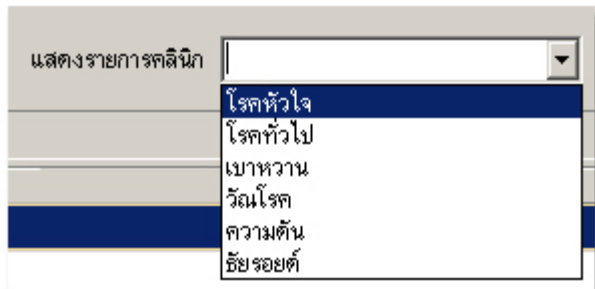 แสดงรายการคลินิก
โรคหัวใจ
โรคทั่วไป
เบาหวาน
วัณโรค
ความดัน
ธัยรอยด์